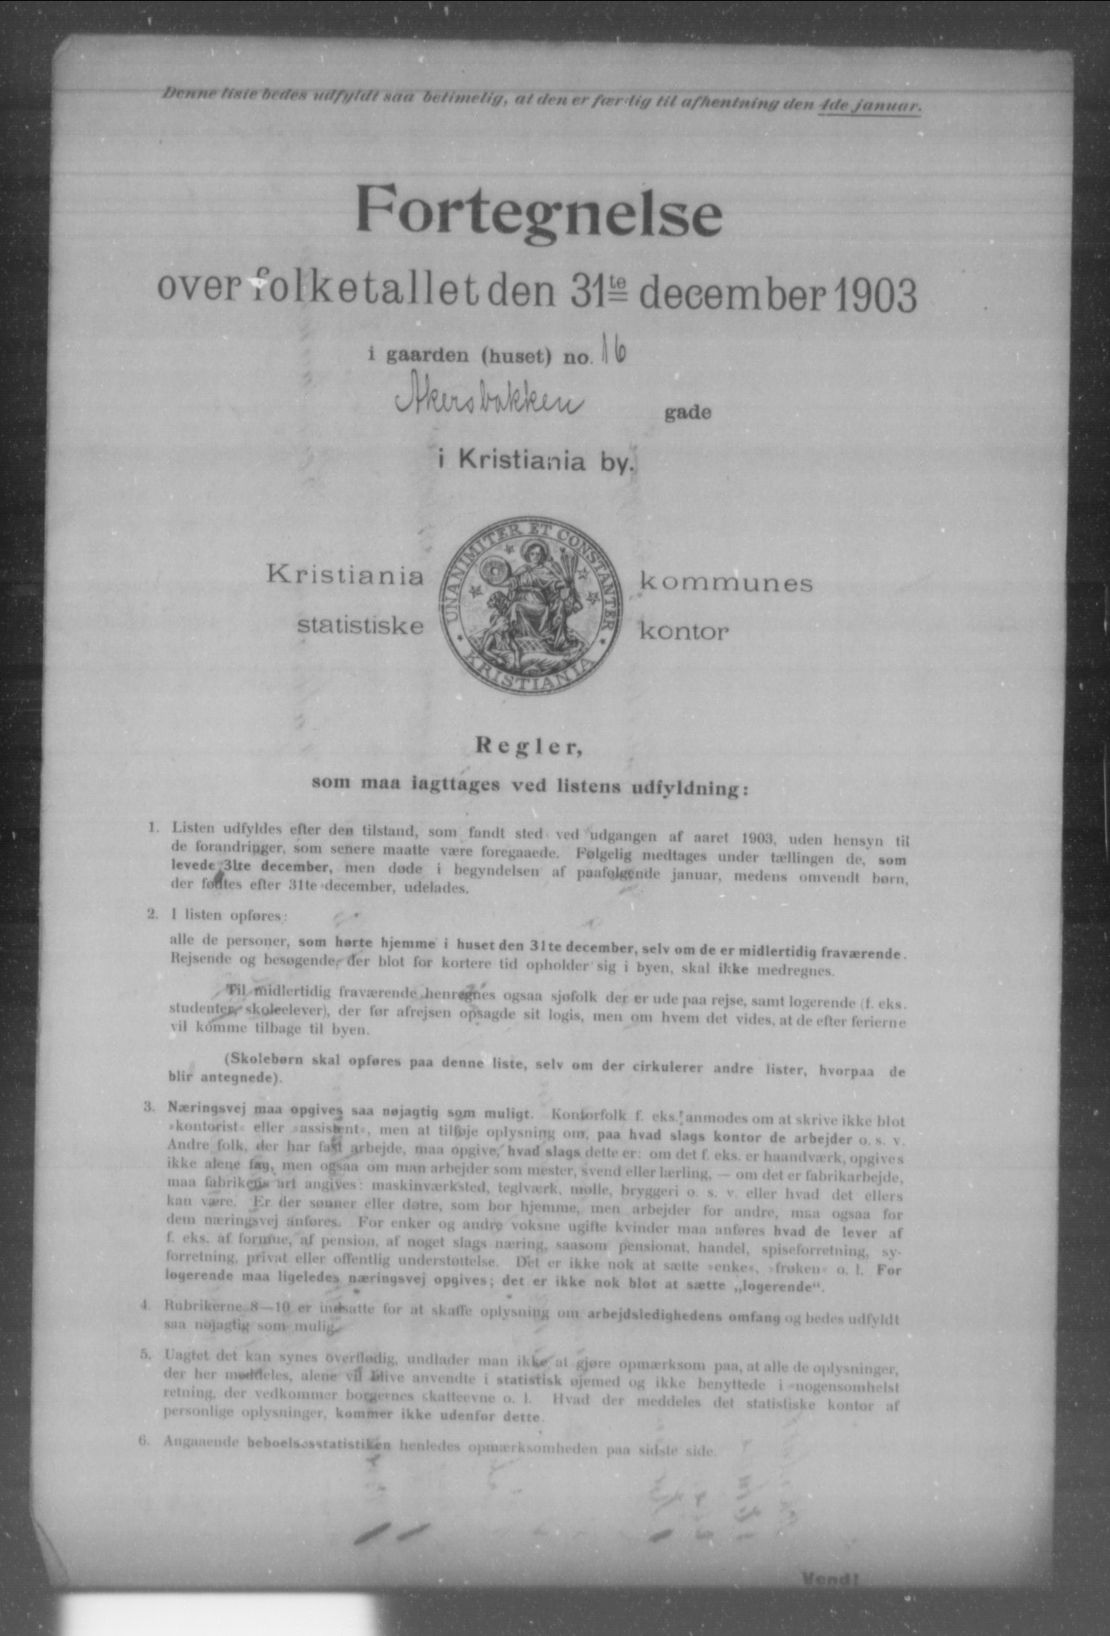 Denne liste bedes udfyldt saa betimelig, at den er færdig til afhentning den 4de januar.
Fortegnelse
over folketallet den 31te december 1903
i gaarden (huset) no. 16
Akersbakken gade
i Kristiania by.
Kristiania kommunes
statistiske kontor
UNANIMITER ET CONSTANTER
KRISTIANIA
Regler,
som maa iagttages ved listens udfyldning:
1. Listen udfyldes efter den tilstand, som fandt sted ved udgangen af aaret 1903, uden hensyn til
de forandringer, som senere maatte være foregaaede. Følgelig medtages under tællingen de, som
levede 31te december, men døde i begyndelsen af paafølgende januar, medens omvendt børn,
der fødtes efter 31te december, udelades.
2. I listen opføres:
alle de personer, som hørte hjemme i huset den 31te december, selv om de er midlertidig fraværende.
Rejsende og besøgende, der blot for kortere tid opholder sig i byen, skal ikke medregnes.
Til midlertidig fraværende henregnes ogsaa sjøfolk der er ude paa rejse, samt logerende (f. eks.
studenter, skoleelever), der før afrejsen opsagde sit logis, men om hvem det vides, at de efter ferierne
vil komme tilbage til byen.
(Skolebørn skal opføres paa denne liste, selv om der cirkulerer andre lister, hvorpaa de
blir antegnede).
3. Næringsvej maa opgives saa nøjagtig som muligt. Kontorfolk f. eks. anmodes om at skrive ikke blot
»kontorist« eller »assistent«, men at tilføje oplysning om, paa hvad slags kontor de arbejder o. s. v.
Andre folk, der har fast arbejde, maa opgive, hvad slags dette er: om det f. eks. er haandværk, opgives
ikke alene fag, men ogsaa om man arbejder som mester, svend eller lærling, — om det er fabrikarbejde,
maa fabrikens art angives: maskinværksted, teglværk, mølle, bryggeri o. s. v. eller hvad det ellers
kan være. Er der sønner eller døtre, som bor hjemme, men arbejder for andre, maa ogsaa for
dem næringsvej anføres. For enker og andre voksne ugifte kvinder maa anføres hvad de lever af
f. eks. af formue, af pension, af noget slags næring, saasom pensionat, handel, spiseforretning, sy-
forretning, privat eller offentlig understøttelse. Det er ikke nok at sætte »enke«, »frøken« o. l. For
logerende maa ligeledes næringsvej opgives; det er ikke nok blot at sætte „logerende“.
4. Rubrikerne 8—10 er indsatte for at skaffe oplysning om arbejdsledighedens omfang og bedes udfyldt
saa nøjagtig som mulig.
5. Uagtet det kan synes overflødig, undlader man ikke at gjøre opmærksom paa, at alle de oplysninger,
der her meddeles, alene vil blive anvendte i statistisk øjemed og ikke benyttede i nogensomhelst
retning, der vedkommer borgernes skatteevne o. l. Hvad der meddeles det statistiske kontor af
personlige oplysninger, kommer ikke udenfor dette.
6. Angaaende beboelsesstatistiken henledes opmærksomheden paa sidste side.
Vend!